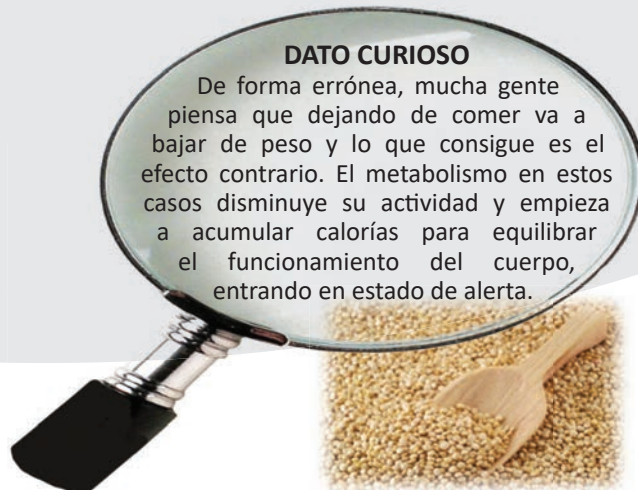 DATO CURIOSO
De forma errónea, mucha gente
piensa que dejando de comer va a
bajar de peso y lo que consigue es el
efecto contrario. El metabolismo en estos
casos disminuye su actividad y empieza
a acumular calorías para equilibrar
el funcionamiento del cuerpo,
entrando en estado de alerta.